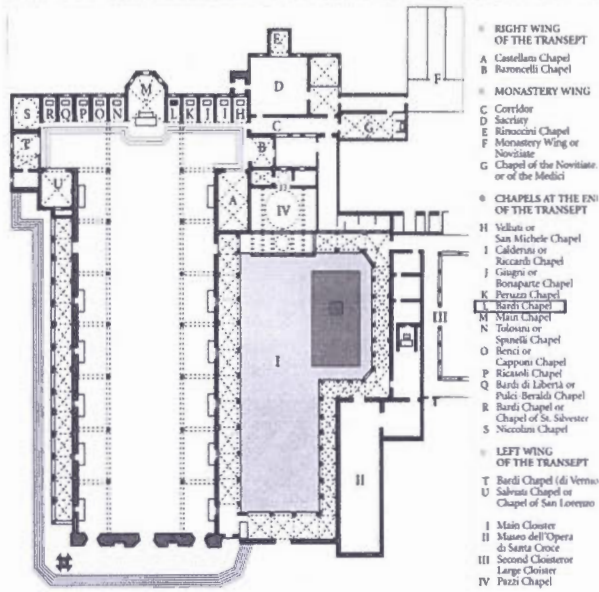 E
D
F
M
S R Q P O N L K J I H
C
G
B
T
U
A
IV
I
III
II
RIGHT WING
OF THE TRANSEPT
A Castellani Chapel
B Baroncelli Chapel
MONASTERY WING
C Corridor
D Sacristy
E Rinuccini Chapel
F Monastery Wing or
Novitiate
G Chapel of the Novitiate,
or of the Medici
CHAPELS AT THE EN
OF THE TRANSEPT
H Velluti or
San Michele Chapel
I Calderini or
Riccardi Chapel
J Giugni or
Bonaparte Chapel
K Peruzzi Chapel
L Bardi Chapel
M Main Chapel
N Tolosini or
Spinelli Chapel
O Benci or
Capponi Chapel
P Ricasoli Chapel
Q Bardi di Libertà or
Pulci-Beraldi Chapel
R Bardi Chapel or
Chapel of St. Silvester
S Niccolini Chapel
LEFT WING
OF THE TRANSEPT
T Bardi Chapel (di Vernio
U Salviati Chapel or
Chapel of San Lorenzo
I Main Cloister
II Museo dell'Opera
di Santa Croce
III Second Cloisteror
Large Cloister
IV Pazzi Chapel